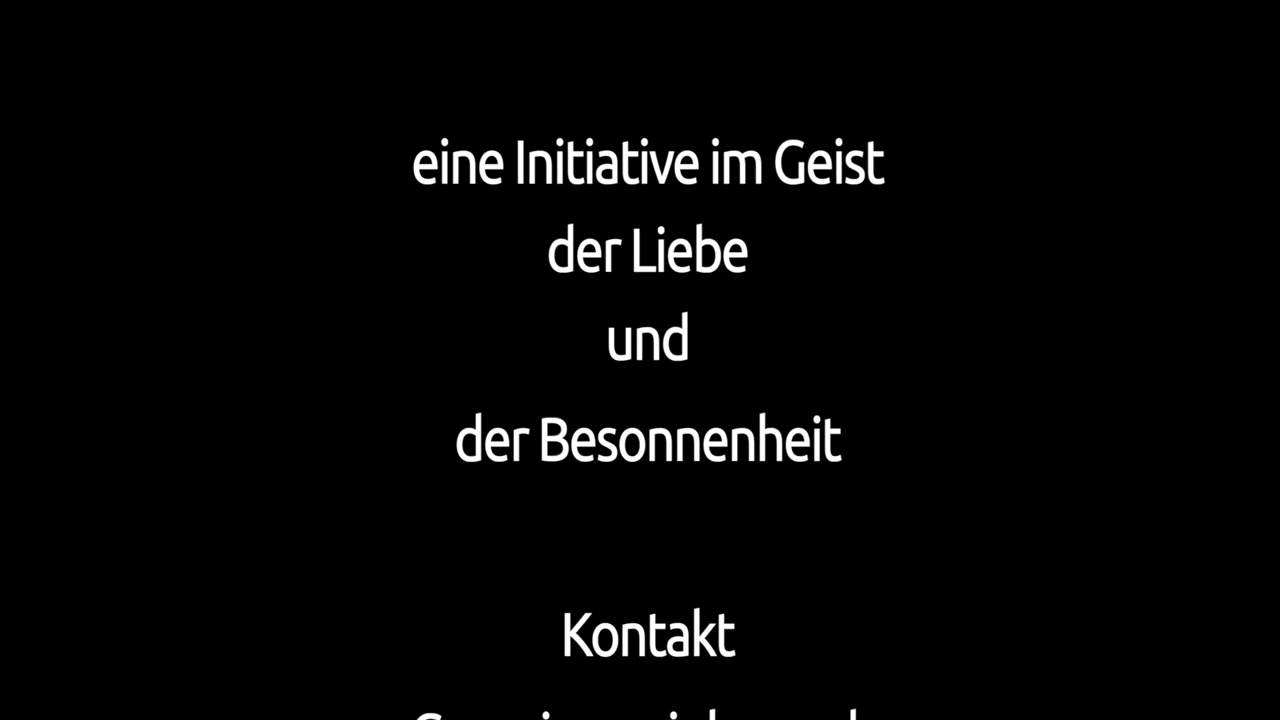 eine Initiative im Geist
der Liebe
und
der Besonnenheit
Kontakt